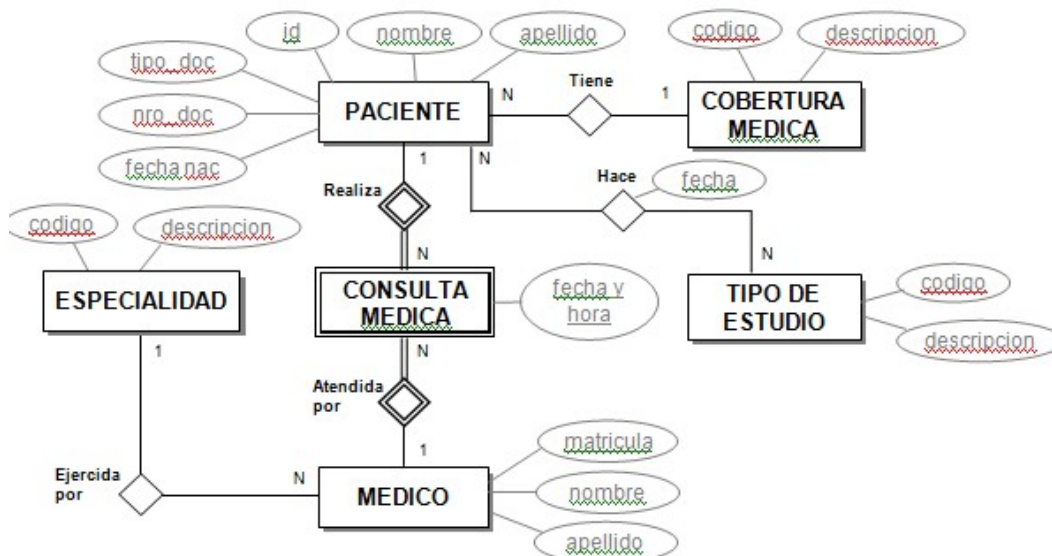 id
nombre
apellido
codigo
descripcion
tipo_doc
Tiene
N
1
PACIENTE
COBERTURA
MEDICA
nro_doc
fecha nac
1
N
Hace
fecha
Realiza
codigo
descripcion
N
N
ESPECIALIDAD
CONSULTA
MEDICA
fecha y
hora
TIPO DE
ESTUDIO
codigo
descripcion
1
N
Atendida
por
1
matricula
Ejercida
por
N
MEDICO
nombre
apellido